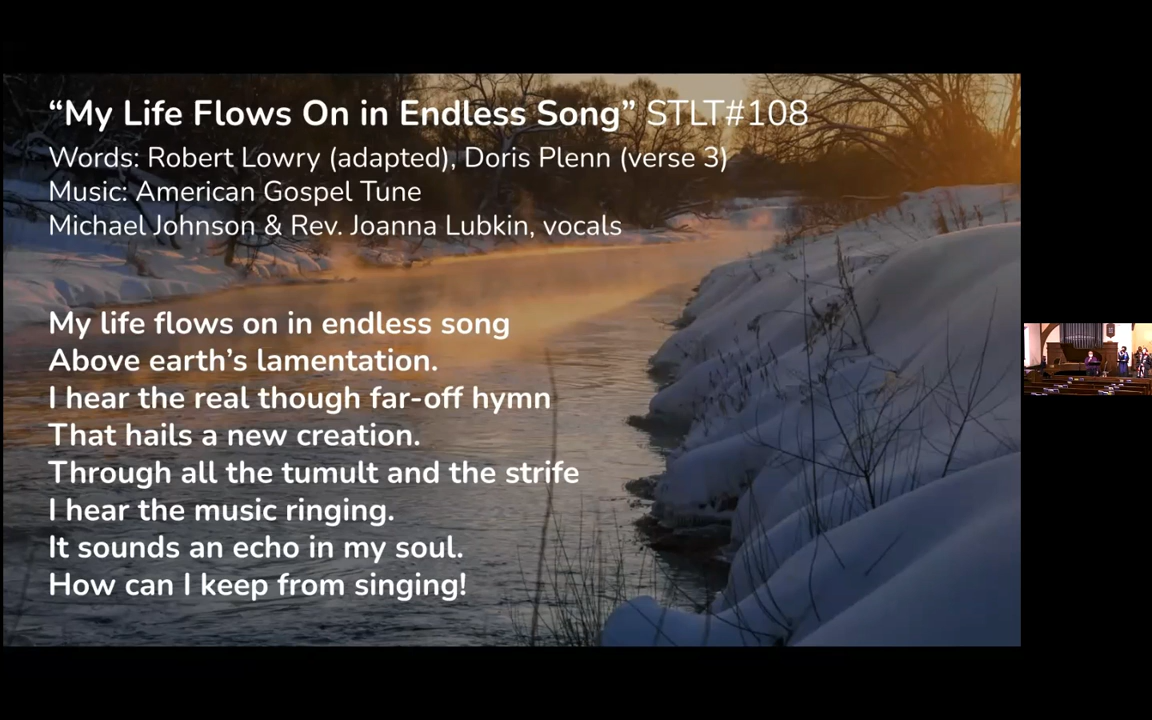 “My Life Flows On in Endless Song” STLT#108
Words: Robert Lowry (adapted), Doris Plenn (verse 3)
Music: American Gospel Tune
Michael Johnson & Rev. Joanna Lubkin, vocals
My life flows on in endless song
Above earth’s lamentation.
I hear the real though far-off hymn
That hails a new creation.
Through all the tumult and the strife
I hear the music ringing.
It sounds an echo in my soul.
How can I keep from singing!